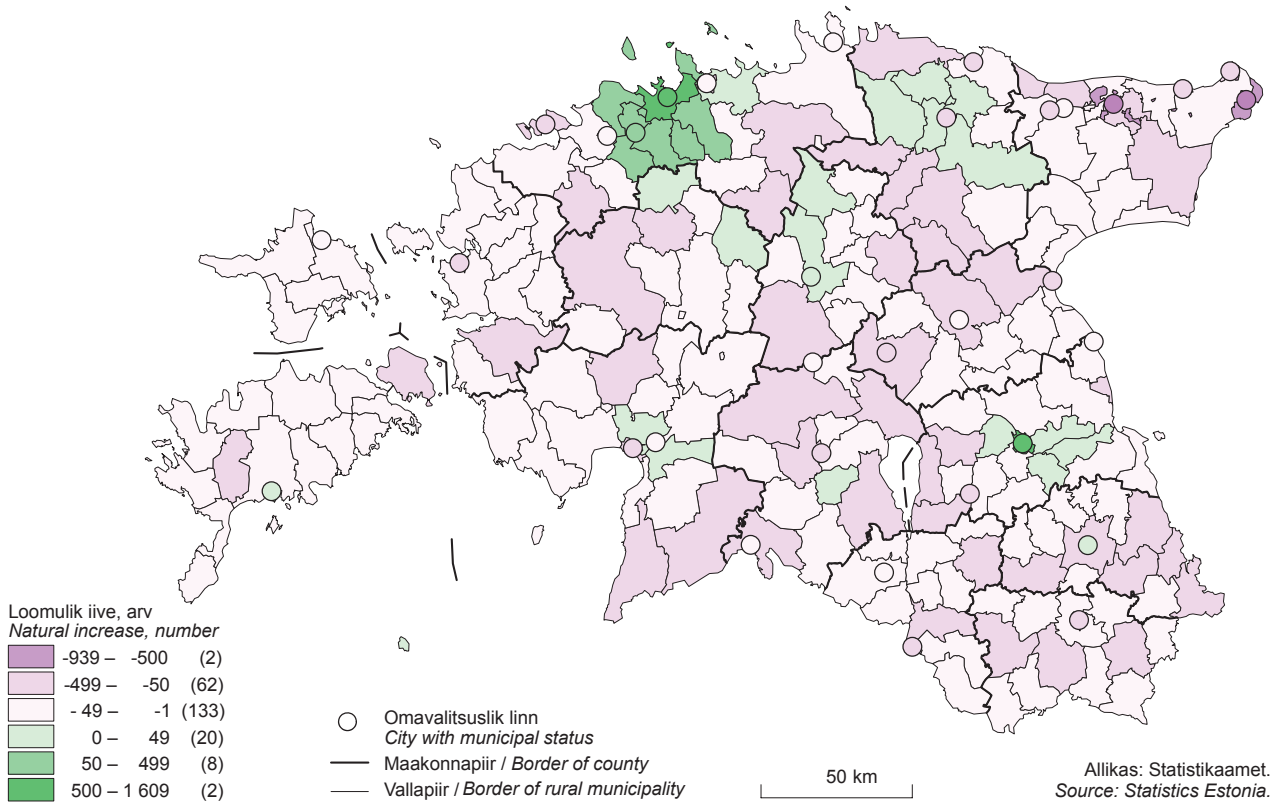 Loomulik iive, arv
Natural increase, number
-939 – -500 (2)
-499 – -50 (62)
- 49 – -1 (133)
0 – 49 (20)
50 – 499 (8)
500 – 1 609 (2)
Omavalitsuslik linn
City with municipal status
Maakonnapiir / Border of county
Vallapiir / Border of rural municipality
50 km
Allikas: Statistikaamet.
Source: Statistics Estonia.